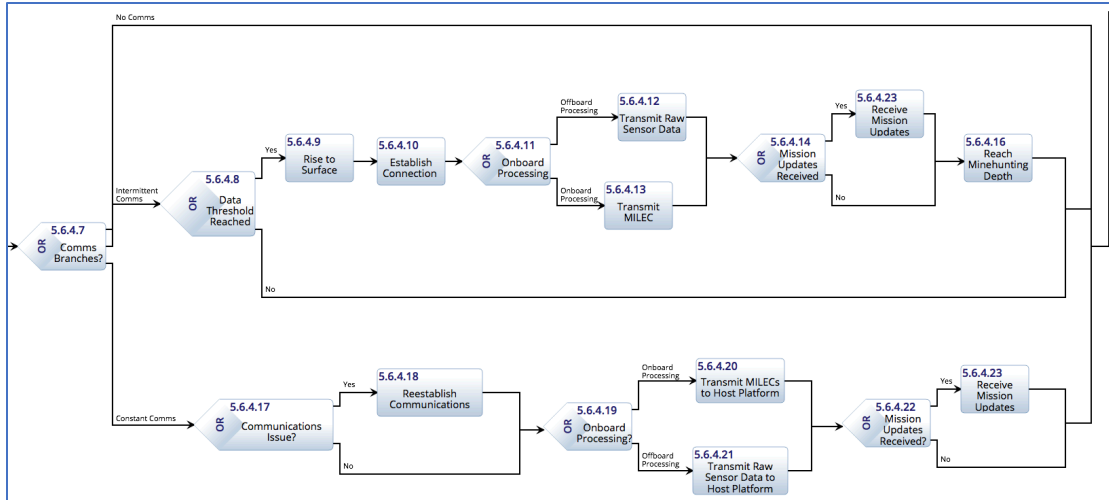 No Comms
5.6.4.12
Offboard
Processing
Transmit Raw
Sensor Data
5.6.4.23
Yes
Receive
Mission
Updates
5.6.4.9
Yes
Rise to
Surface
5.6.4.10
Establish
Connection
5.6.4.11
OR
Onboard
Processing
5.6.4.14
OR
Mission
Updates
Received
5.6.4.16
Reach
Minehunting
Depth
5.6.4.8
OR
Data
Threshold
Reached
Intermittent
Comms
Onboard
Processing
5.6.4.13
Transmit
MILEC
No
5.6.4.7
OR
Comms
Branches?
No
5.6.4.18
Yes
Reestablish
Communications
Onboard
Processing
5.6.4.20
Transmit MILECs
to Host Platform
5.6.4.23
Yes
Receive
Mission
Updates
Constant Comms
5.6.4.17
OR
Communications
Issue?
5.6.4.19
OR
Onboard
Processing?
5.6.4.22
OR
Mission
Updates
Received?
No
Offboard
Processing
5.6.4.21
Transmit Raw
Sensor Data to
Host Platform
No